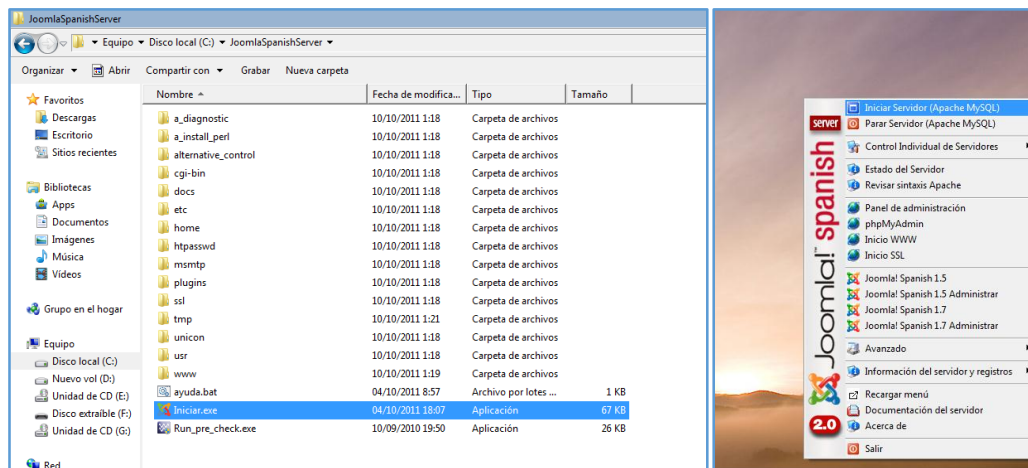 JoomlaSpanishServer
Equipo Disco local (C:) JoomlaSpanishServer
Organizar Abrir Compartir con Grabar Nueva carpeta
Favoritos
Descargas
Escritorio
Sitios recientes
Bibliotecas
Apps
Documentos
Imágenes
Música
Vídeos
Grupo en el hogar
Equipo
Disco local (C:)
Nuevo vol (D:)
Unidad de CD (E:)
Disco extraíble (F:)
Unidad de CD (G:)
Red
Nombre Fecha de modifica... Tipo Tamaño
a_diagnostic 10/10/2011 1:18 Carpeta de archivos
a_install_perl 10/10/2011 1:18 Carpeta de archivos
alternative_control 10/10/2011 1:18 Carpeta de archivos
cgi-bin 10/10/2011 1:18 Carpeta de archivos
docs 10/10/2011 1:18 Carpeta de archivos
etc 10/10/2011 1:18 Carpeta de archivos
home 10/10/2011 1:18 Carpeta de archivos
htpasswd 10/10/2011 1:18 Carpeta de archivos
msmtp 10/10/2011 1:18 Carpeta de archivos
plugins 10/10/2011 1:18 Carpeta de archivos
ssl 10/10/2011 1:18 Carpeta de archivos
tmp 10/10/2011 1:21 Carpeta de archivos
unicon 10/10/2011 1:18 Carpeta de archivos
usr 10/10/2011 1:18 Carpeta de archivos
www 10/10/2011 1:19 Carpeta de archivos
ayuda.bat 04/10/2011 8:57 Archivo por lotes ... 1 KB
Iniciar.exe 04/10/2011 18:07 Aplicación 67 KB
Run_pre_check.exe 10/09/2010 19:50 Aplicación 26 KB
Joomla! spanish server
2.0
Iniciar Servidor (Apache MySQL)
Parar Servidor (Apache MySQL)
Control Individual de Servidores
Estado del Servidor
Revisar sintaxis Apache
Panel de administración
phpMyAdmin
Inicio WWW
Inicio SSL
Joomla! Spanish 1.5
Joomla! Spanish 1.5 Administrar
Joomla! Spanish 1.7
Joomla! Spanish 1.7 Administrar
Avanzado
Información del servidor y registros
Recargar menú
Documentación del servidor
Acerca de
Salir